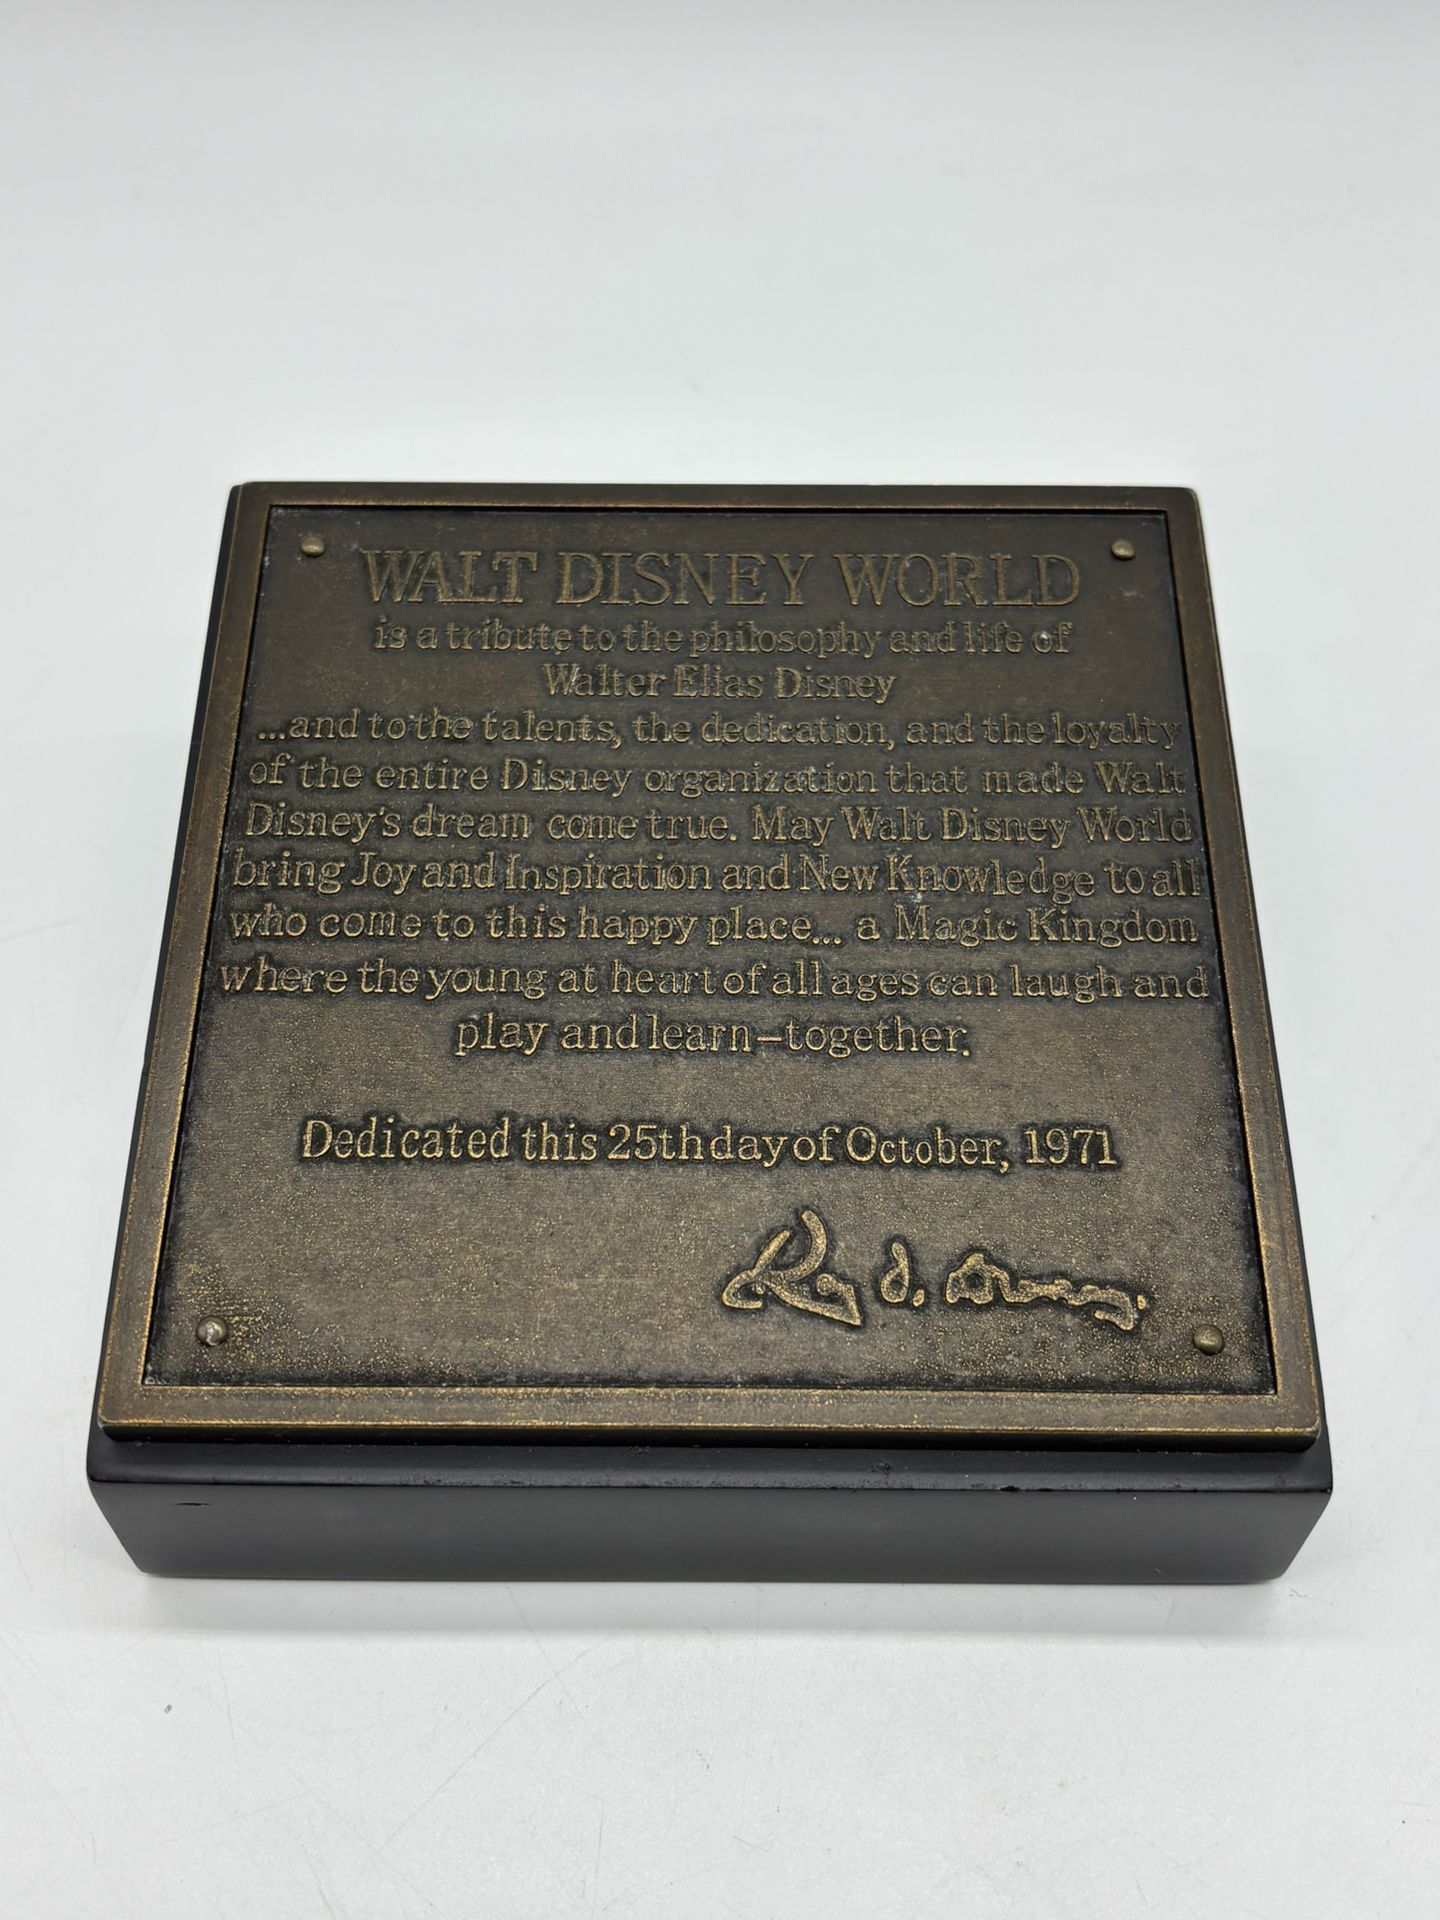 WALT DISNEY WORLD
is a tribute to the philosophy and life of
Walter Elias Disney
...and to the talents, the dedication, and the loyalty
of the entire Disney organization that made Walt
Disney's dream come true. May Walt Disney World
bring Joy and Inspiration and New Knowledge to all
who come to this happy place... a Magic Kingdom
where the young at heart of all ages can laugh and
play and learn—together.
Dedicated this 25th day of October, 1971
Roy O. Disney.